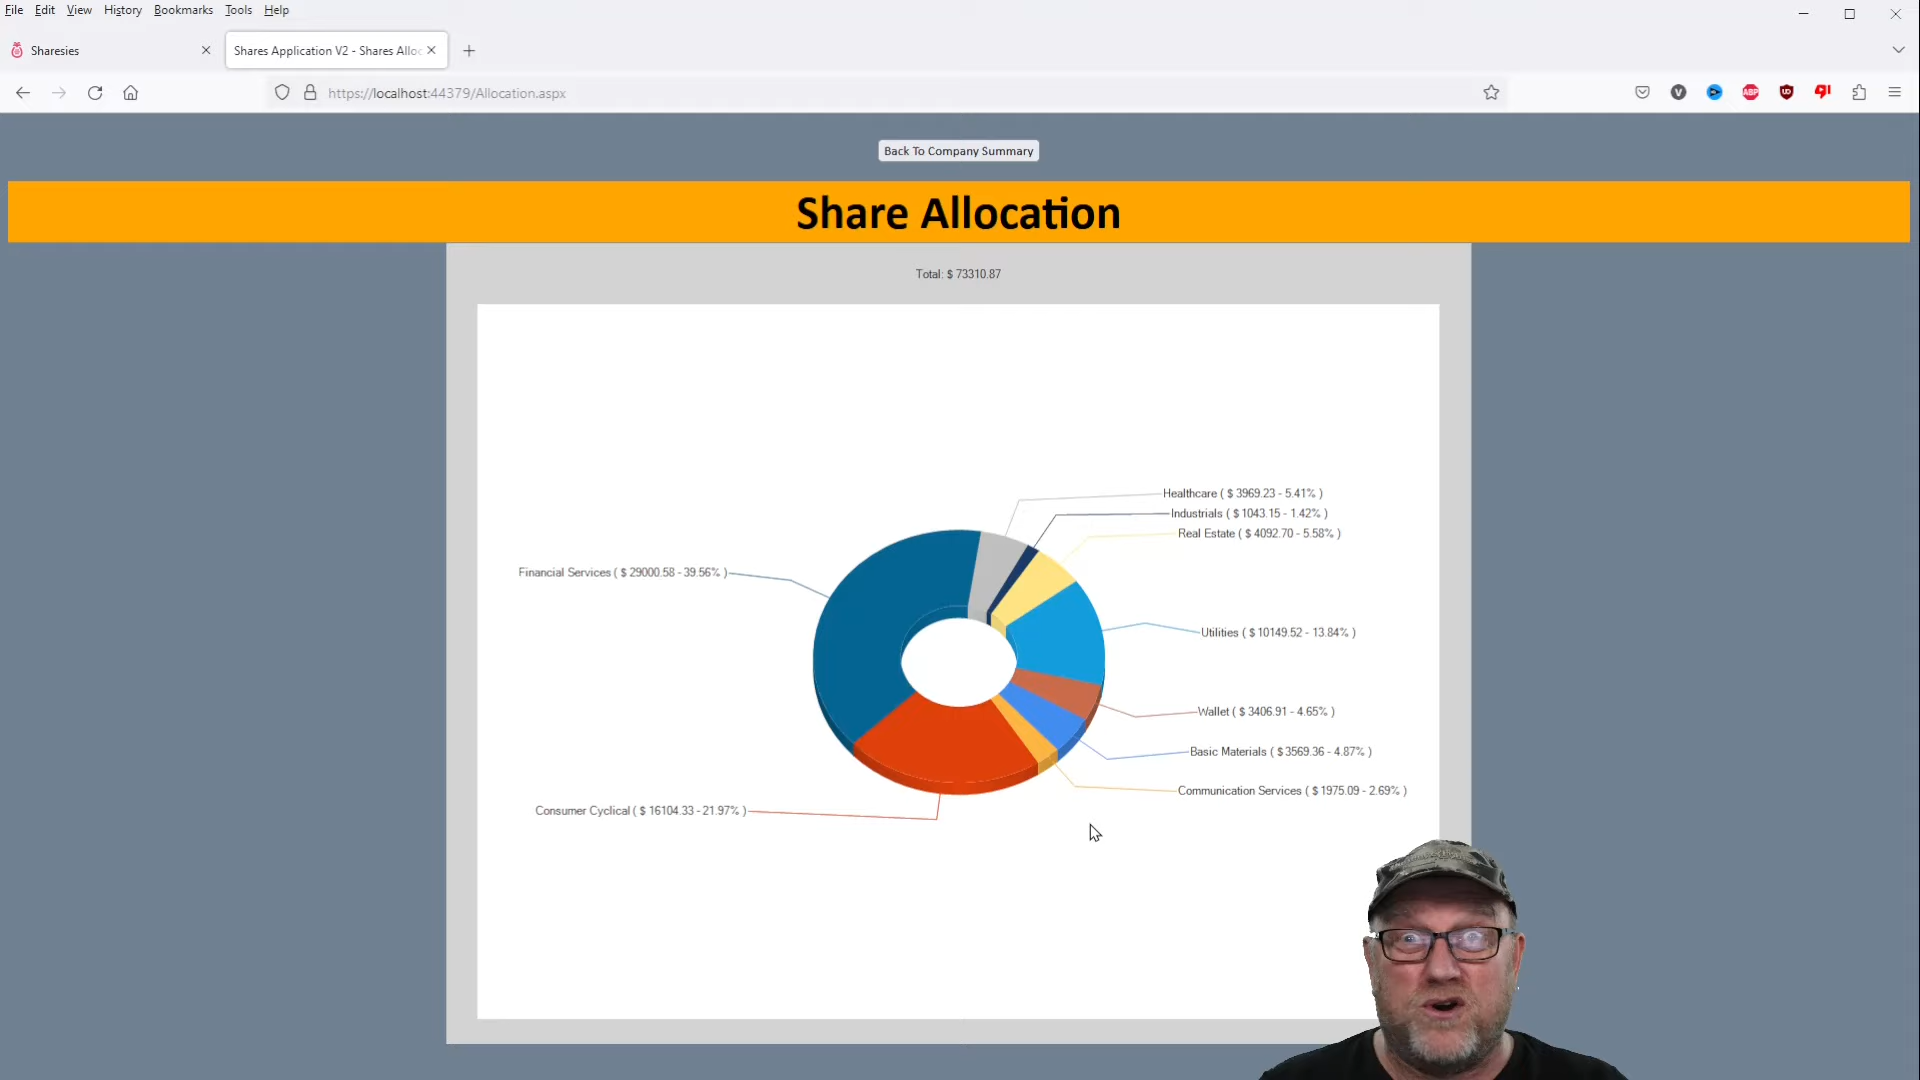 File Edit View History Bookmarks Tools Help
Sharesies
Shares Application V2 - Shares Alloc
https://localhost:44379/Allocation.aspx
V
ABP
Back To Company Summary
Share Allocation
Total: $ 73310.87
Healthcare ( $ 3969.23 - 5.41% )
Industrials ( $ 1043.15 - 1.42% )
Real Estate ( $ 4092.70 - 5.58% )
Financial Services ( $ 29000.58 - 39.56% )
Utilities ( $ 10149.52 - 13.84% )
Wallet ( $ 3406.91 - 4.65% )
Basic Materials ( $ 3569.36 - 4.87% )
Communication Services ( $ 1975.09 - 2.69% )
Consumer Cyclical ( $ 16104.33 - 21.97% )